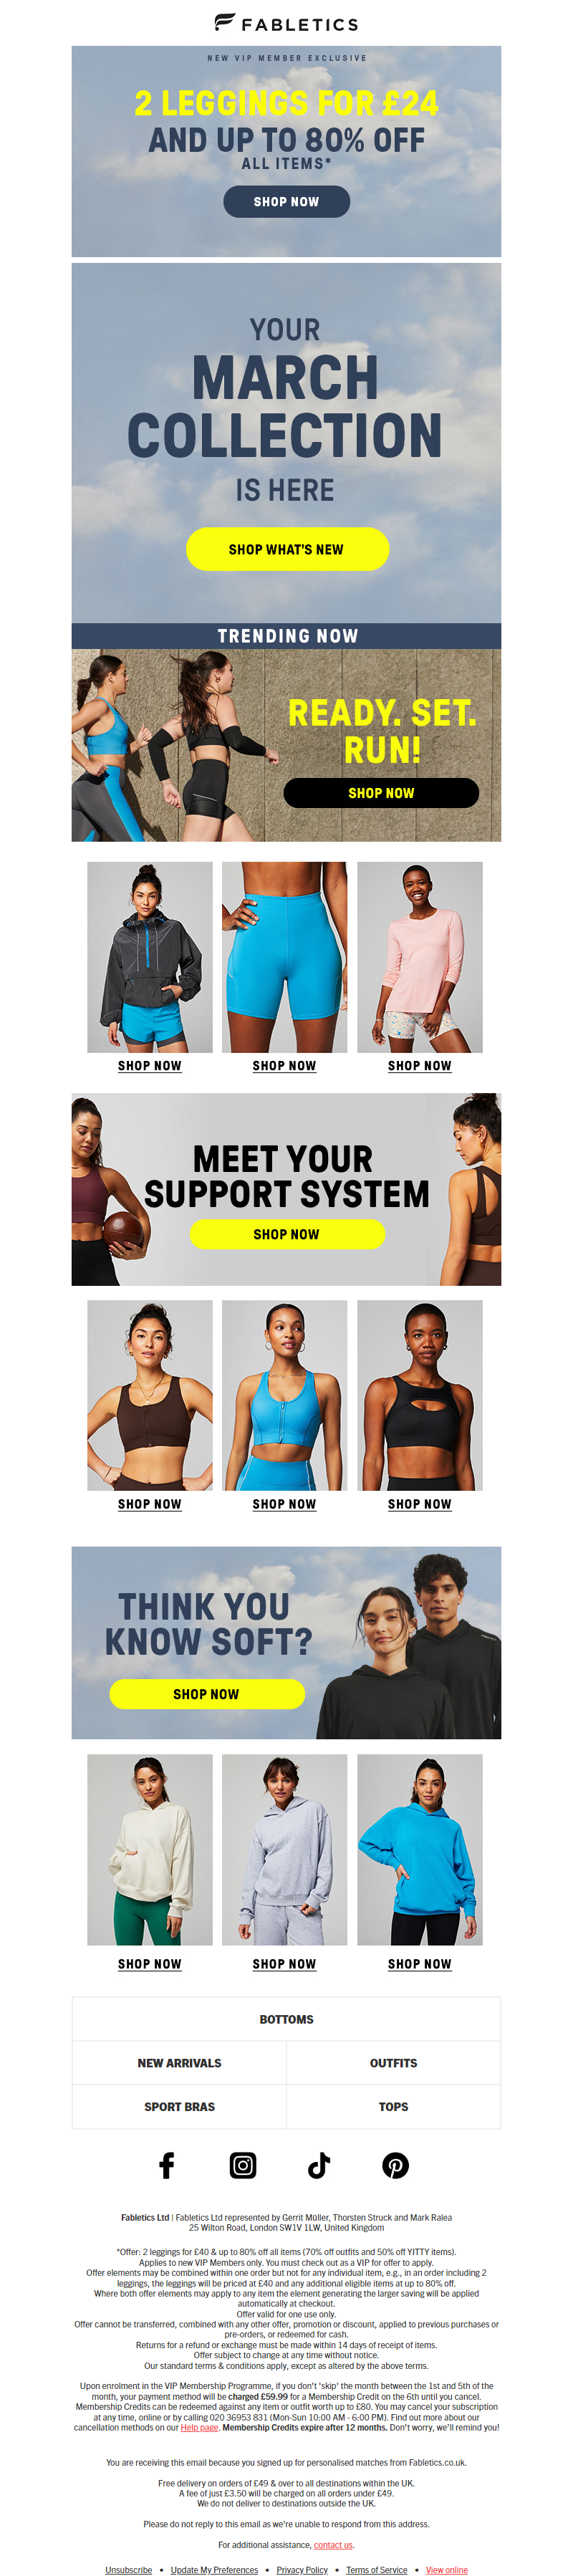 FABLETICS
NEW VIP MEMBER EXCLUSIVE
2 LEGGINGS FOR £24
AND UP TO 80% OFF
ALL ITEMS*
SHOP NOW
YOUR
MARCH
COLLECTION
IS HERE
SHOP WHAT'S NEW
TRENDING NOW
READY. SET.
RUN!
SHOP NOW
SHOP NOW SHOP NOW SHOP NOW
MEET YOUR
SUPPORT SYSTEM
SHOP NOW
SHOP NOW SHOP NOW SHOP NOW
THINK YOU
KNOW SOFT?
SHOP NOW
SHOP NOW SHOP NOW SHOP NOW
BOTTOMS
NEW ARRIVALS OUTFITS
SPORT BRAS TOPS
Fabletics Ltd | Fabletics Ltd represented by Gerrit Müller, Thorsten Struck and Mark Ralea
25 Wilton Road, London SW1V 1LW, United Kingdom
*Offer: 2 leggings for £40 & up to 80% off all items (70% off outfits and 50% off YITTY items).
Applies to new VIP Members only. You must check out as a VIP for offer to apply.
Offer elements may be combined within one order but not for any individual item, e.g., in an order including 2
leggings, the leggings will be priced at £40 and any additional eligible items at up to 80% off.
Where both offer elements may apply to any item the element generating the larger saving will be applied
automatically at checkout.
Offer valid for one use only.
Offer cannot be transferred, combined with any other offer, promotion or discount, applied to previous purchases or
pre-orders, or redeemed for cash.
Returns for a refund or exchange must be made within 14 days of receipt of items.
Offer subject to change at any time without notice.
Our standard terms & conditions apply, except as altered by the above terms.
Upon enrolment in the VIP Membership Programme, if you don't 'skip' the month between the 1st and 5th of the
month, your payment method will be charged £59.99 for a Membership Credit on the 6th until you cancel.
Membership Credits can be redeemed against any item or outfit worth up to £80. You may cancel your subscription
at any time, online or by calling 020 36953 831 (Mon-Sun 10:00 AM - 6:00 PM). Find out more about our
cancellation methods on our Help page. Membership Credits expire after 12 months. Don't worry, we'll remind you!
You are receiving this email because you signed up for personalised matches from Fabletics.co.uk.
Free delivery on orders of £49 & over to all destinations within the UK.
A fee of just £3.50 will be charged on all orders under £49.
We do not deliver to destinations outside the UK.
Please do not reply to this email as we're unable to respond from this address.
For additional assistance, contact us.
Unsubscribe • Update My Preferences • Privacy Policy • Terms of Service • View online